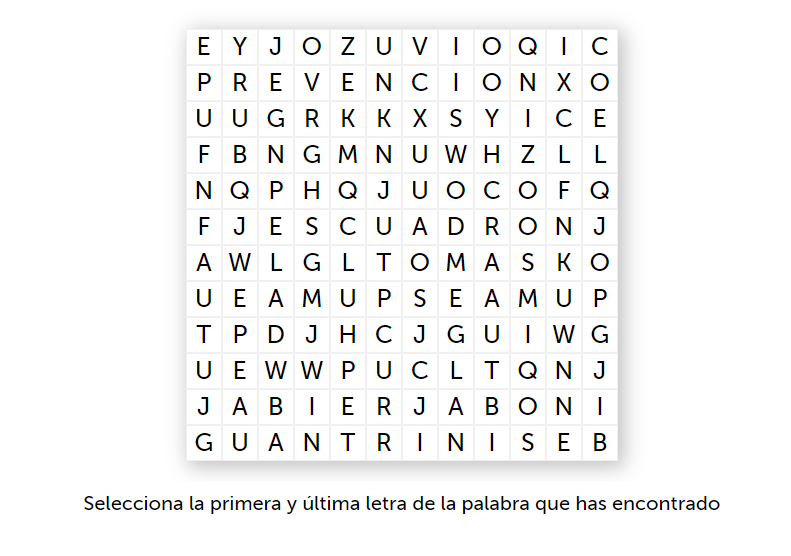 E Y J O Z U V I O Q I C
P R E V E N C I O N X O
U U G R K K X S Y I C E
F B N G M N U W H Z L L
N Q P H Q J U O C O F Q
F J E S C U A D R O N J
A W L G L T O M A S K O
U E A M U P S E A M U P
T P D J H C J G U I W G
U E W W P U C L T Q N J
J A B I E R J A B O N I
G U A N T R I N I S E B
Selecciona la primera y última letra de la palabra que has encontrado